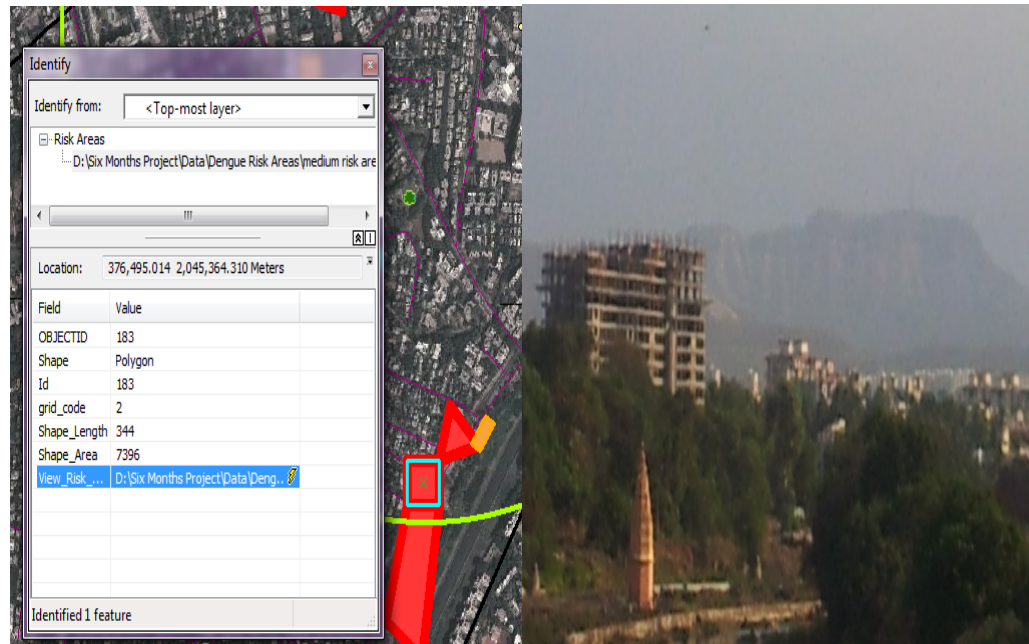 Identify
Identify from: <Top-most layer>
Risk Areas
D:\Six Months Project\Data\Dengue Risk Areas\medium risk are
Location: 376,495.014 2,045,364.310 Meters
Field Value
OBJECTID 183
Shape Polygon
Id 183
grid_code 2
Shape_Length 344
Shape_Area 7396
View_Risk_... D:\Six Months Project\Data\Deng..
Identified 1 feature